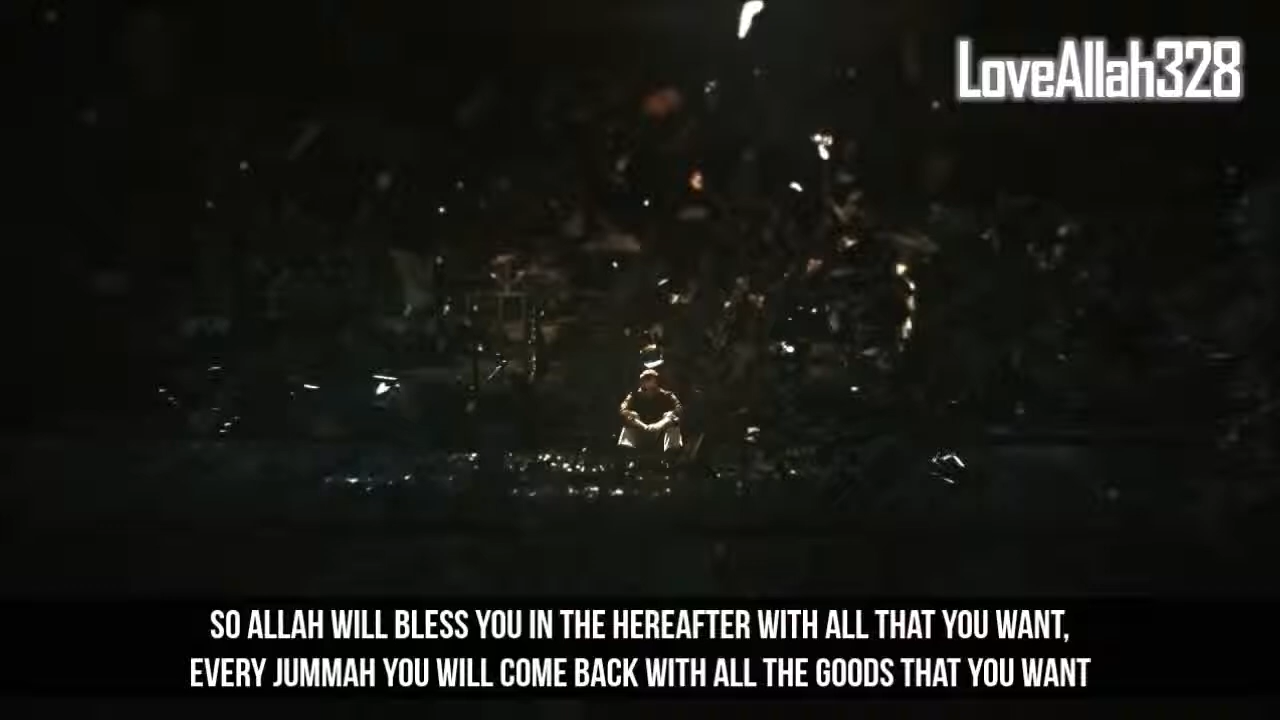 LoveAllah328
SO ALLAH WILL BLESS YOU IN THE HEREAFTER WITH ALL THAT YOU WANT,
EVERY JUMMAH YOU WILL COME BACK WITH ALL THE GOODS THAT YOU WANT